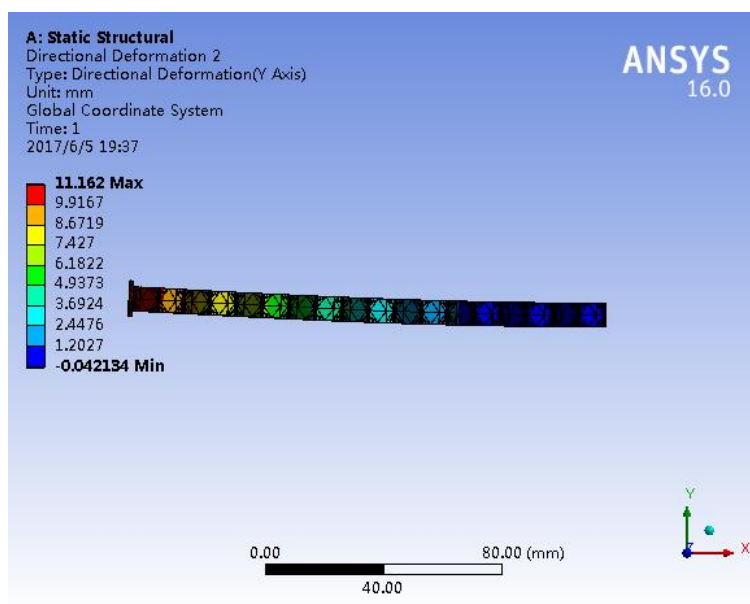 A: Static Structural
Directional Deformation 2
Type: Directional Deformation(Y Axis)
Unit: mm
Global Coordinate System
Time: 1
2017/6/5 19:37
ANSYS
16.0
11.162 Max
9.9167
8.6719
7.427
6.1822
4.9373
3.6924
2.4476
1.2027
-0.042134 Min
0.00
80.00 (mm)
40.00
Y
Z
X